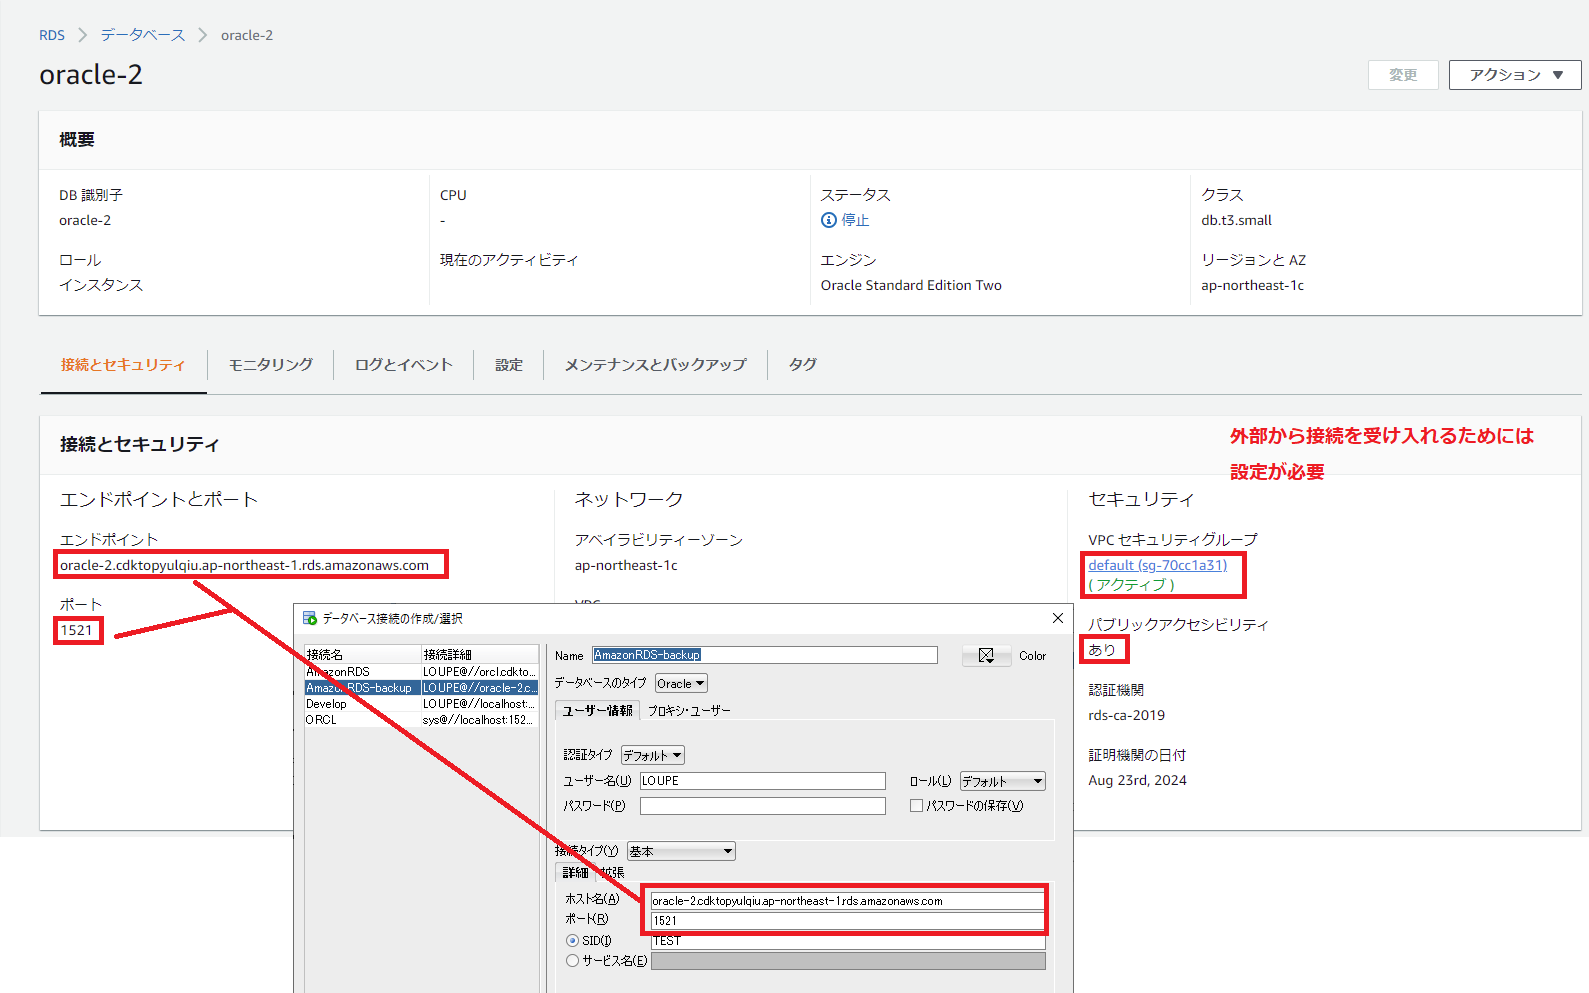 RDS > データベース > oracle-2
oracle-2
変更
アクション ▼
概要
DB 識別子
oracle-2
CPU
-
ステータス
停止
クラス
db.t3.small
ロール
インスタンス
現在のアクティビティ
エンジン
Oracle Standard Edition Two
リージョンと AZ
ap-northeast-1c
接続とセキュリティ
モニタリング
ログとイベント
設定
メンテナンスとバックアップ
タグ
接続とセキュリティ
外部から接続を受け入れるためには
設定が必要
エンドポイントとポート
エンドポイント
oracle-2.cdktopyulqiu.ap-northeast-1.rds.amazonaws.com
ポート
1521
ネットワーク
アベイラビリティーゾーン
ap-northeast-1c
VPC
セキュリティ
VPC セキュリティグループ
default (sg-70cc1a31)
( アクティブ )
パブリックアクセシビリティ
あり
認証機関
rds-ca-2019
証明機関の日付
Aug 23rd, 2024
データベース接続の作成/選択
接続名 接続詳細
AmazonRDS LOUPE@//orcl.cdkto...
AmazonRDS-backup LOUPE@//oracle-2.c...
Develop LOUPE@//localhost:...
ORCL sys@//localhost:152...
Name AmazonRDS-backup
Color
データベースのタイプ Oracle
ユーザー情報 プロキシ・ユーザー
認証タイプ デフォルト
ユーザー名(U) LOUPE
ロール(L) デフォルト
パスワード(P)
パスワードの保存(V)
接続タイプ(Y) 基本
詳細 拡張
ホスト名(A) oracle-2.cdktopyulqiu.ap-northeast-1.rds.amazonaws.com
ポート(R) 1521
SID(I) TEST
サービス名(E)